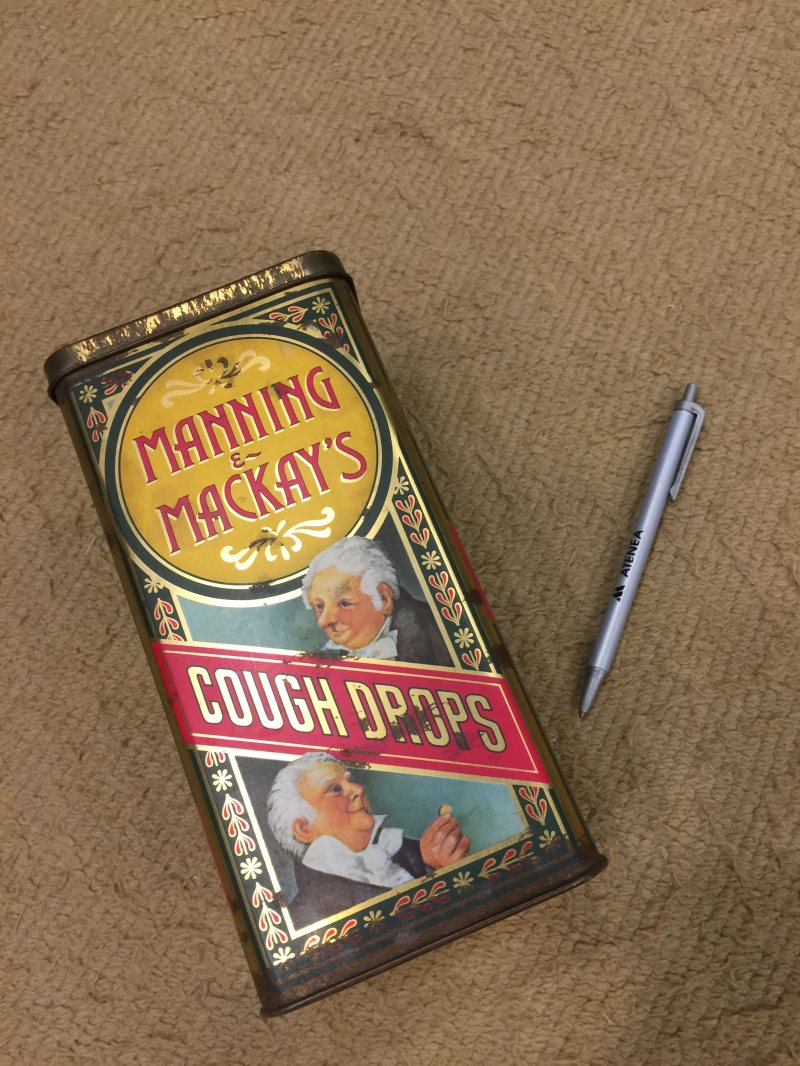 MANNING
&
MACKAY'S
COUGH DROPS
ATENEA